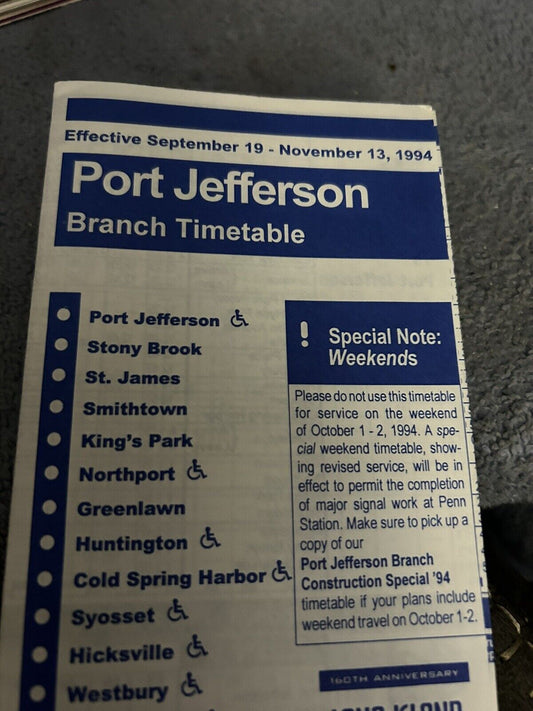 Effective September 19 - November 13, 1994
Port Jefferson
Branch Timetable
Port Jefferson
Stony Brook
St. James
Smithtown
King's Park
Northport
Greenlawn
Huntington
Cold Spring Harbor
Syosset
Hicksville
Westbury
! Special Note:
Weekends
Please do not use this timetable
for service on the weekend
of October 1 - 2, 1994. A spe-
cial weekend timetable, show-
ing revised service, will be in
effect to permit the completion
of major signal work at Penn
Station. Make sure to pick up a
copy of our
Port Jefferson Branch
Construction Special '94
timetable if your plans include
weekend travel on October 1-2.
160TH ANNIVERSARY